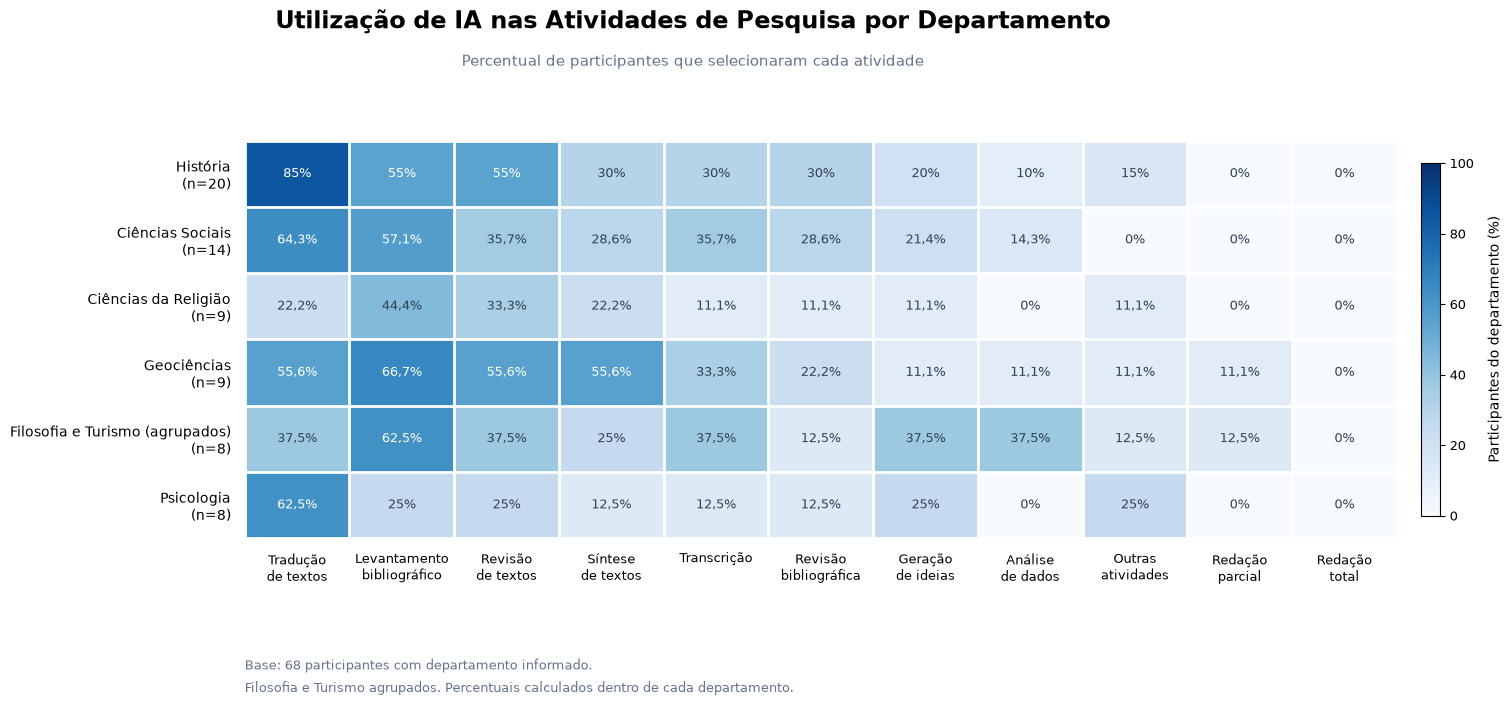 Utilização de IA nas Atividades de Pesquisa por Departamento
Percentual de participantes que selecionaram cada atividade
História
(n=20)
85% 55% 55% 30% 30% 30% 20% 10% 15% 0% 0%
Ciências Sociais
(n=14)
64,3% 57,1% 35,7% 28,6% 35,7% 28,6% 21,4% 14,3% 0% 0% 0%
Ciências da Religião
(n=9)
22,2% 44,4% 33,3% 22,2% 11,1% 11,1% 11,1% 0% 11,1% 0% 0%
Geociências
(n=9)
55,6% 66,7% 55,6% 55,6% 33,3% 22,2% 11,1% 11,1% 11,1% 11,1% 0%
Filosofia e Turismo (agrupados)
(n=8)
37,5% 62,5% 37,5% 25% 37,5% 12,5% 37,5% 37,5% 12,5% 12,5% 0%
Psicologia
(n=8)
62,5% 25% 25% 12,5% 12,5% 12,5% 25% 0% 25% 0% 0%
Tradução
de textos
Levantamento
bibliográfico
Revisão
de textos
Síntese
de textos
Transcrição
Revisão
bibliográfica
Geração
de ideias
Análise
de dados
Outras
atividades
Redação
parcial
Redação
total
100
80
60
40
20
0
Participantes do departamento (%)
Base: 68 participantes com departamento informado.
Filosofia e Turismo agrupados. Percentuais calculados dentro de cada departamento.